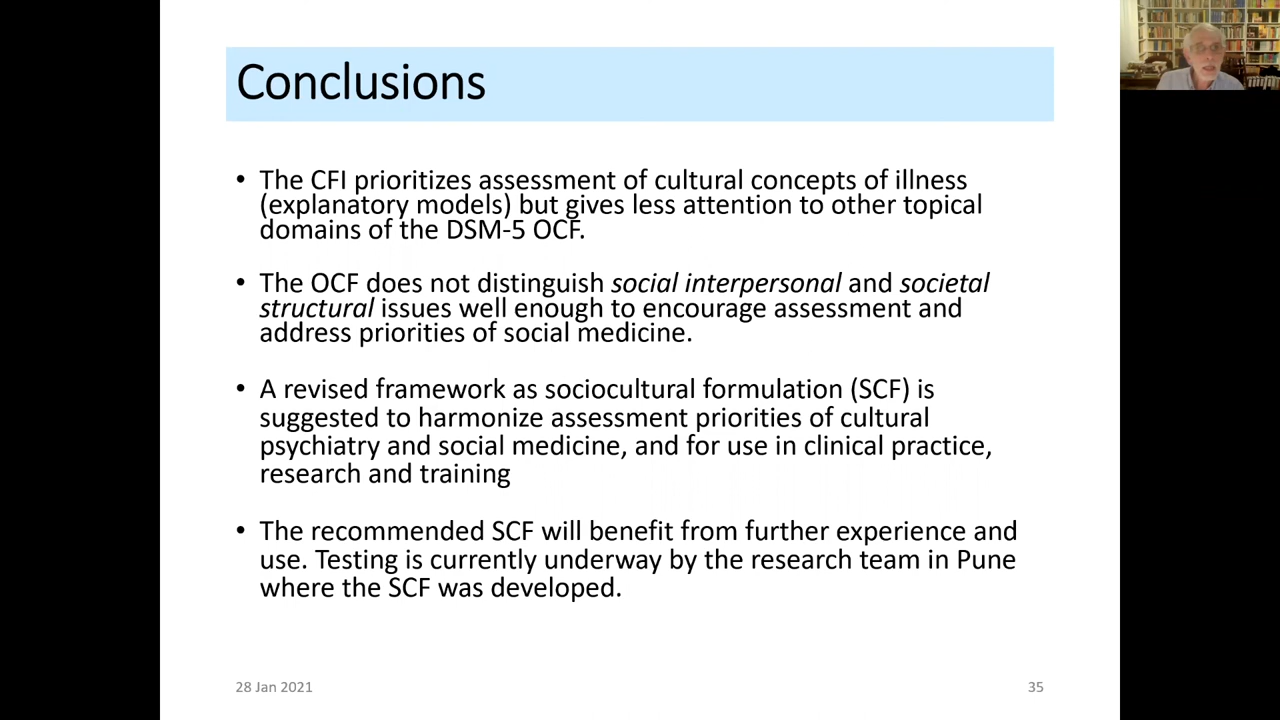 Conclusions
• The CFI prioritizes assessment of cultural concepts of illness
(explanatory models) but gives less attention to other topical
domains of the DSM-5 OCF.
• The OCF does not distinguish social interpersonal and societal
structural issues well enough to encourage assessment and
address priorities of social medicine.
• A revised framework as sociocultural formulation (SCF) is
suggested to harmonize assessment priorities of cultural
psychiatry and social medicine, and for use in clinical practice,
research and training
• The recommended SCF will benefit from further experience and
use. Testing is currently underway by the research team in Pune
where the SCF was developed.
28 Jan 2021
35